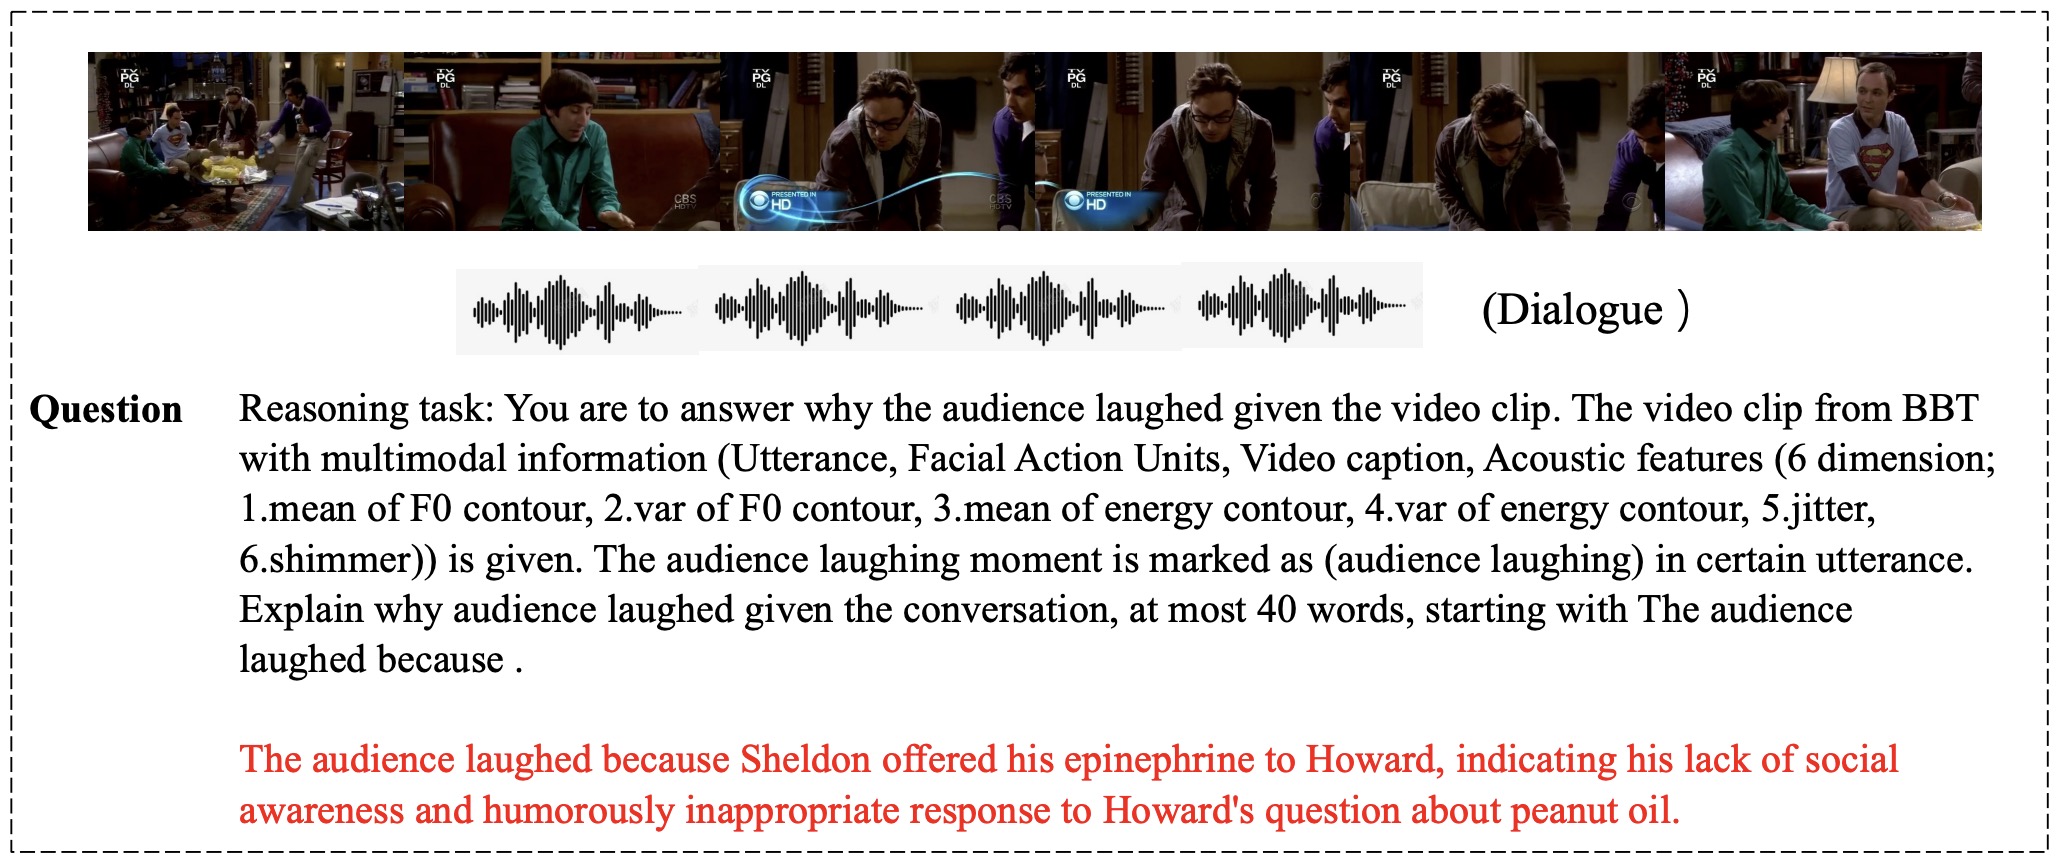 TV PG DL TV PG DL TV PG DL TV PG DL TV PG DL TV PG DL
CBS HDTV PRESENTED IN HD CBS HDTV PRESENTED IN HD
(Dialogue )
Question Reasoning task: You are to answer why the audience laughed given the video clip. The video clip from BBT
with multimodal information (Utterance, Facial Action Units, Video caption, Acoustic features (6 dimension;
1.mean of F0 contour, 2.var of F0 contour, 3.mean of energy contour, 4.var of energy contour, 5.jitter,
6.shimmer)) is given. The audience laughing moment is marked as (audience laughing) in certain utterance.
Explain why audience laughed given the conversation, at most 40 words, starting with The audience
laughed because .
The audience laughed because Sheldon offered his epinephrine to Howard, indicating his lack of social
awareness and humorously inappropriate response to Howard's question about peanut oil.